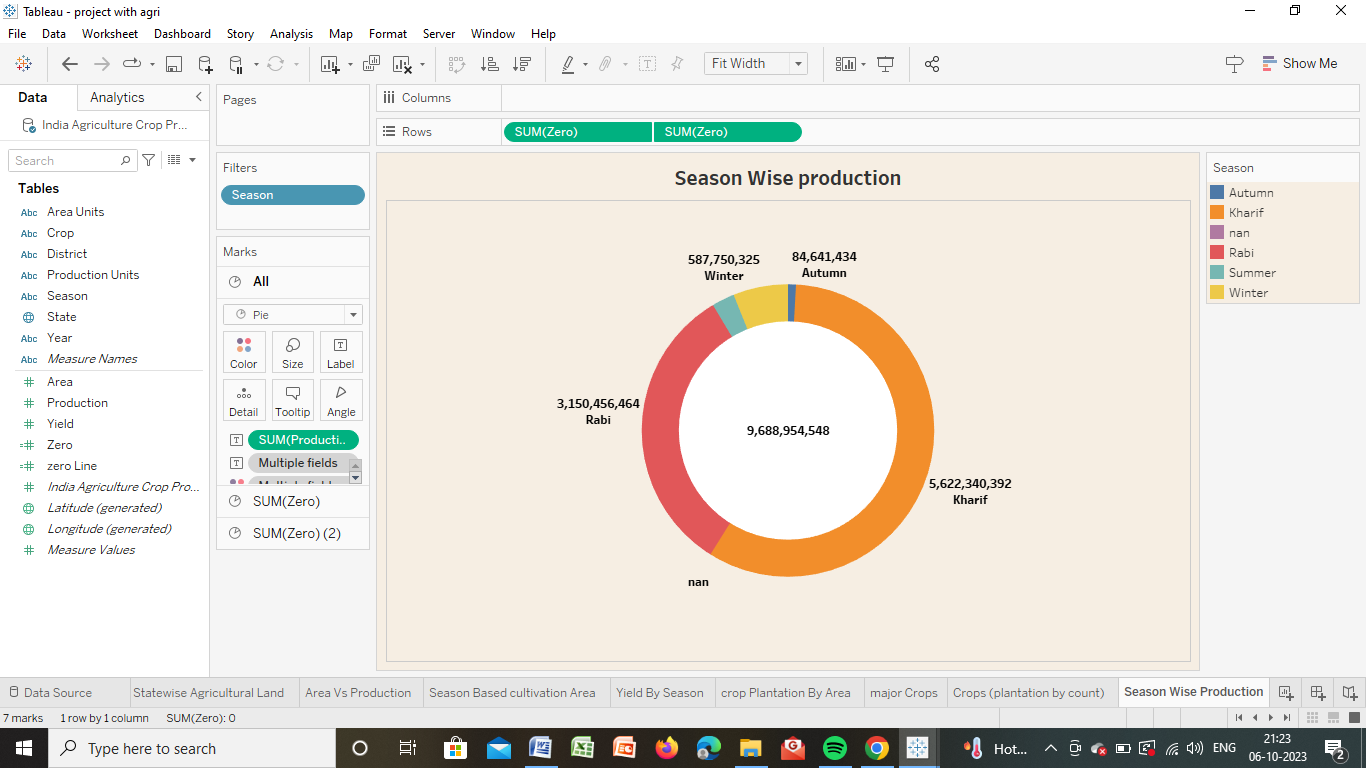 Tableau - project with agri
File Data Worksheet Dashboard Story Analysis Map Format Server Window Help
Fit Width Show Me
Data Analytics
India Agriculture Crop Pr...
Search
Tables
Abc Area Units
Abc Crop
Abc District
Abc Production Units
Abc Season
State
Abc Year
Abc Measure Names
Area
Production
Yield
Zero
zero Line
India Agriculture Crop Pro...
Latitude (generated)
Longitude (generated)
Measure Values
Pages
Filters
Season
Marks
All
Pie
Color Size Label
Detail Tooltip Angle
SUM(Producti..
Multiple fields
SUM(Zero)
SUM(Zero) (2)
Columns
Rows SUM(Zero) SUM(Zero)
Season Wise production
587,750,325
Winter
84,641,434
Autumn
3,150,456,464
Rabi
9,688,954,548
5,622,340,392
Kharif
nan
Season
Autumn
Kharif
nan
Rabi
Summer
Winter
Data Source Statewise Agricultural Land Area Vs Production Season Based cultivation Area Yield By Season crop Plantation By Area major Crops Crops (plantation by count) Season Wise Production
7 marks 1 row by 1 column SUM(Zero): 0
Type here to search Hot... ENG 21:23
06-10-2023 2